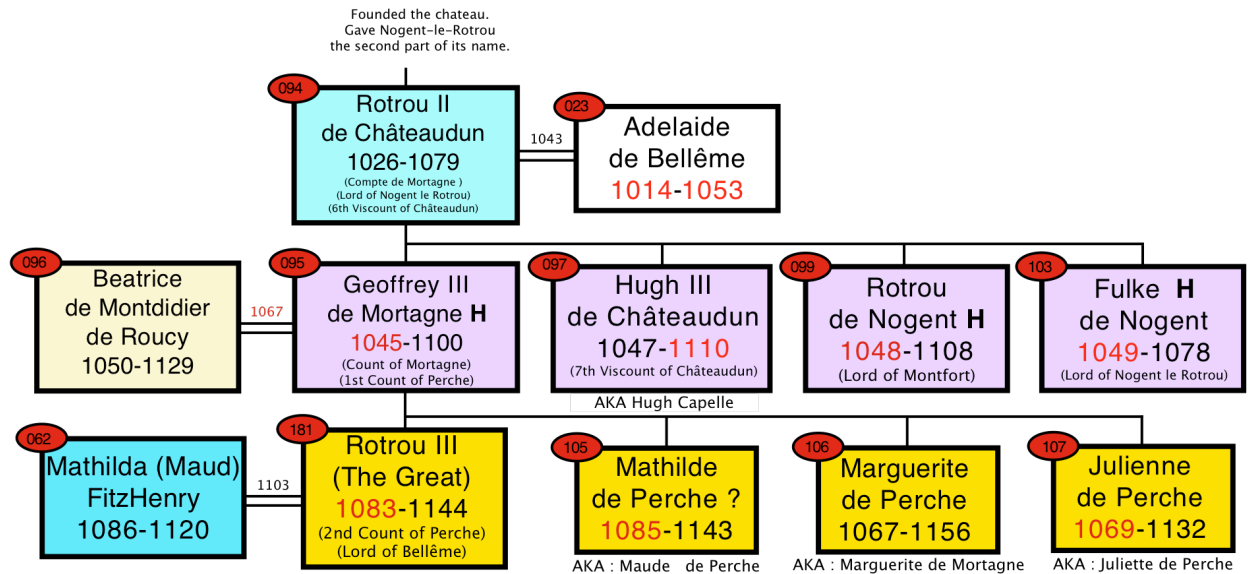 Founded the chateau.
Gave Nogent-le-Rotrou
the second part of its name.
094
Rotrou II
de Châteaudun
1026-1079
(Compte de Mortagne )
(Lord of Nogent le Rotrou)
(6th Viscount of Châteaudun)
1043
023
Adelaide
de Bellême
1014-1053
096
Beatrice
de Montdidier
de Roucy
1050-1129
1067
095
Geoffrey III
de Mortagne H
1045-1100
(Count of Mortagne)
(1st Count of Perche)
097
Hugh III
de Châteaudun
1047-1110
(7th Viscount of Châteaudun)
AKA Hugh Capelle
099
Rotrou
de Nogent H
1048-1108
(Lord of Montfort)
103
Fulke H
de Nogent
1049-1078
(Lord of Nogent le Rotrou)
062
Mathilda (Maud)
FitzHenry
1086-1120
1103
181
Rotrou III
(The Great)
1083-1144
(2nd Count of Perche)
(Lord of Bellême)
105
Mathilde
de Perche ?
1085-1143
AKA : Maude de Perche
106
Marguerite
de Perche
1067-1156
AKA : Marguerite de Mortagne
107
Julienne
de Perche
1069-1132
AKA : Juliette de Perche